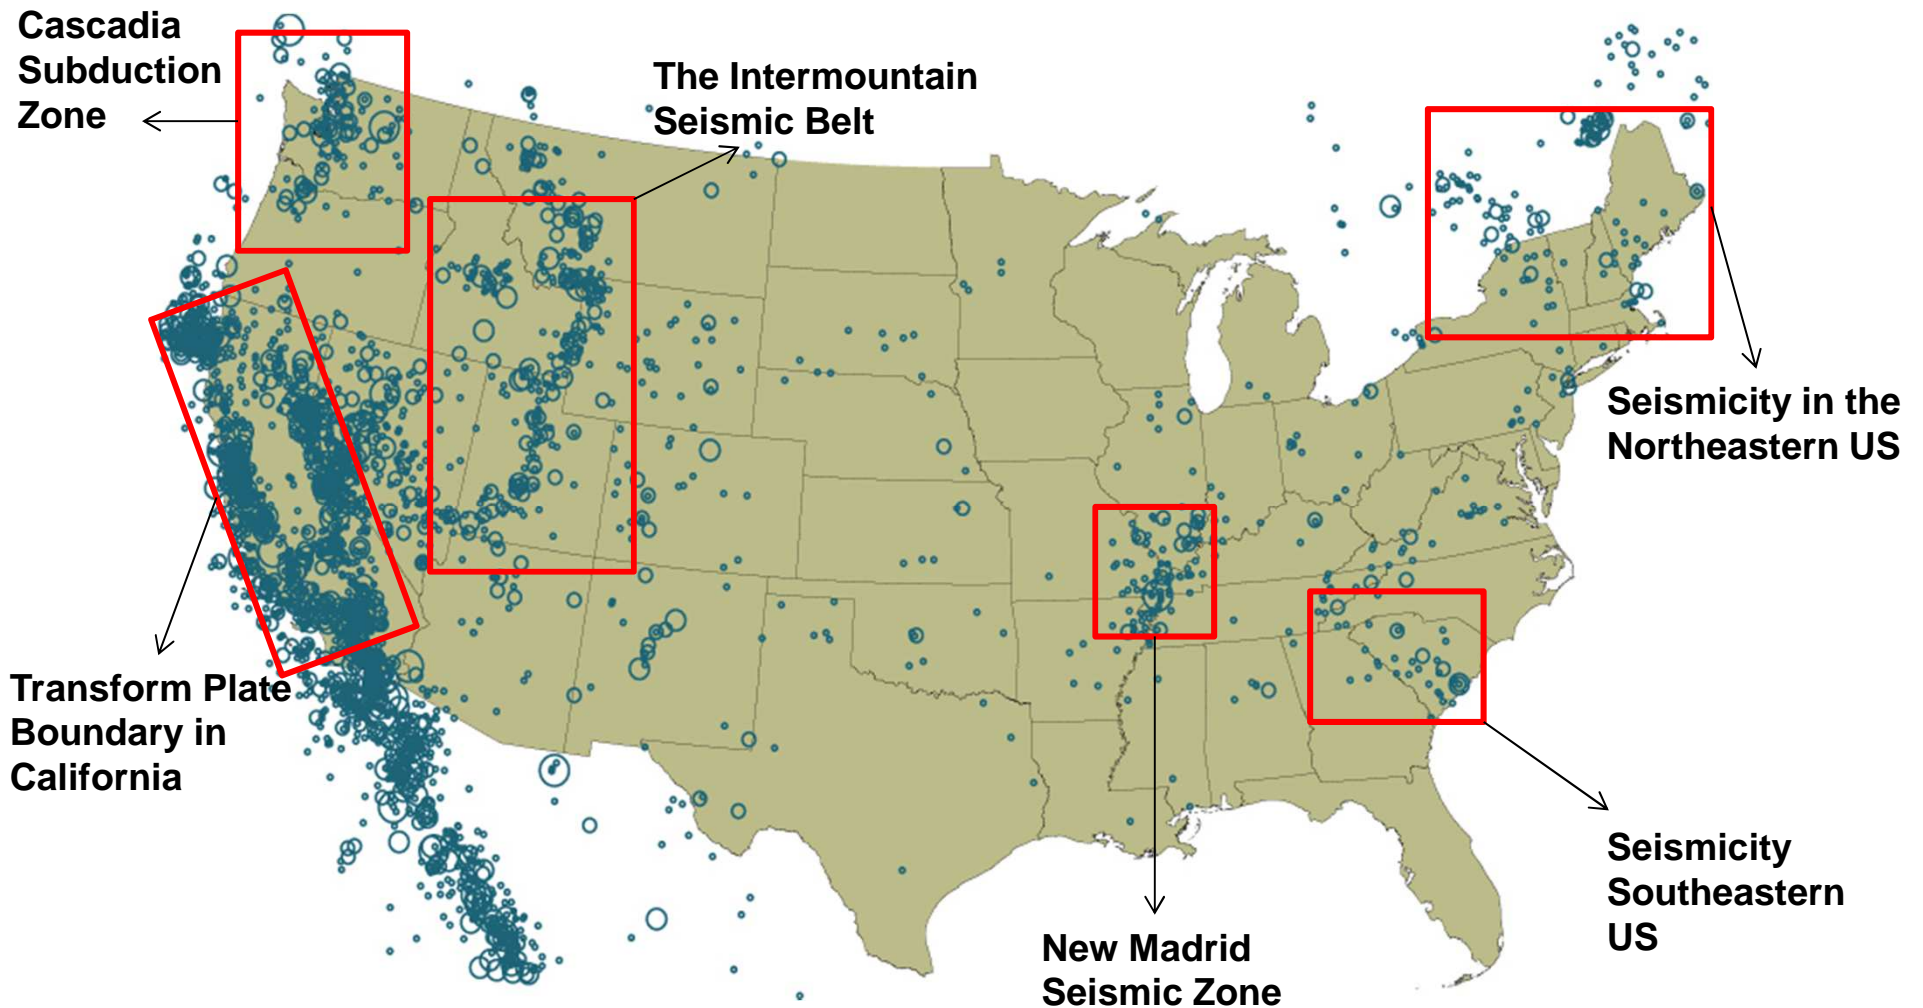 Cascadia
Subduction
Zone
The Intermountain
Seismic Belt
Seismicity in the
Northeastern US
Transform Plate
Boundary in
California
Seismicity
Southeastern
US
New Madrid
Seismic Zone